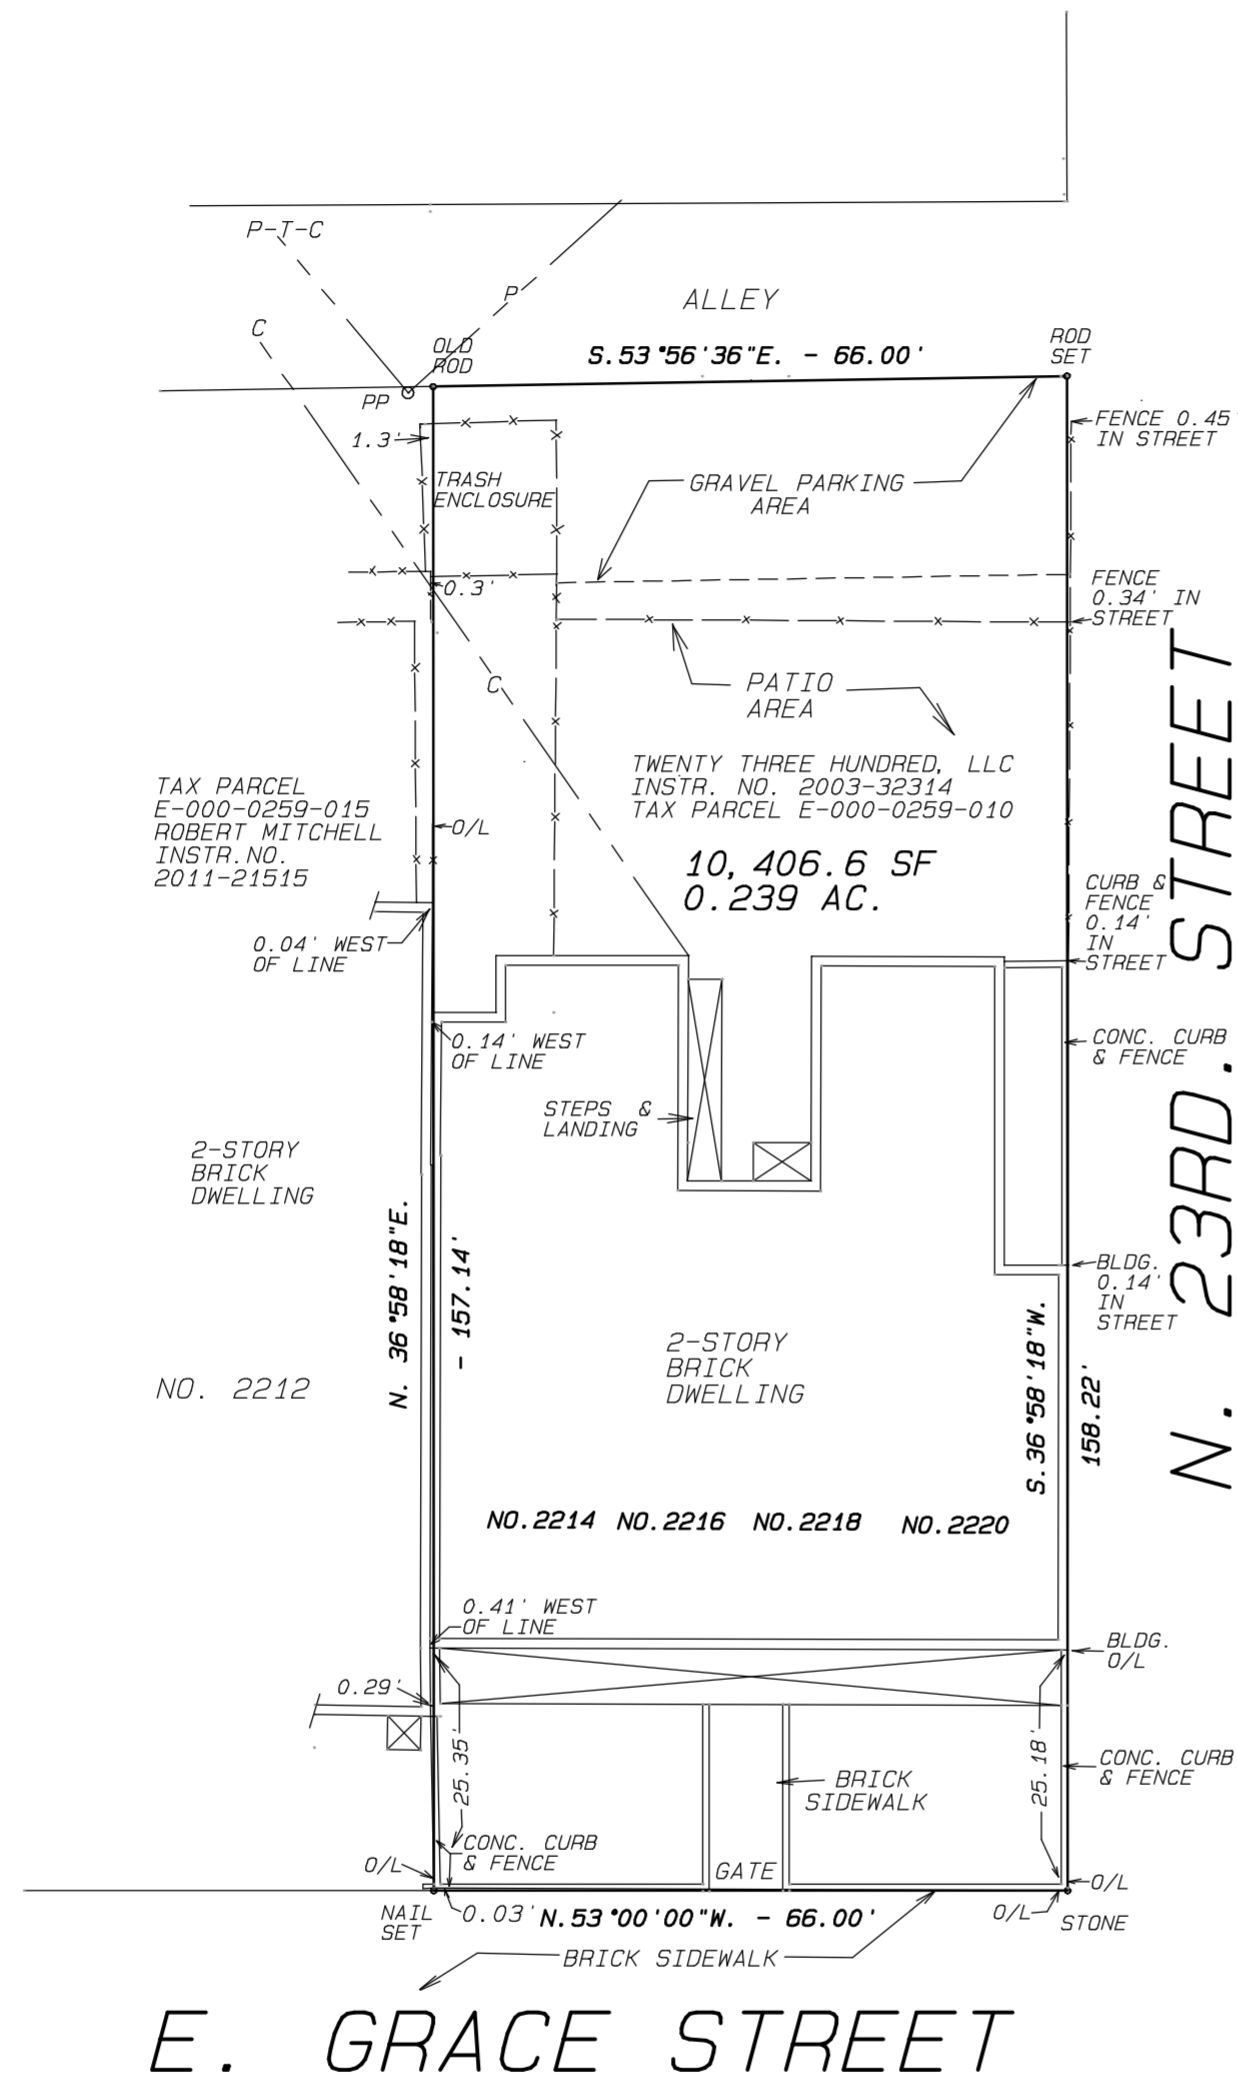 P-T-C
C
P
ALLEY
OLD
ROD
S.53°56'36"E. - 66.00'
ROD
SET
PP
1.3'
FENCE 0.45'
IN STREET
TRASH
ENCLOSURE
GRAVEL PARKING
AREA
0.3'
FENCE
0.34' IN
STREET
C
PATIO
AREA
TWENTY THREE HUNDRED, LLC
INSTR. NO. 2003-32314
TAX PARCEL E-000-0259-010
TAX PARCEL
E-000-0259-015
ROBERT MITCHELL
INSTR.NO.
2011-21515
O/L
10,406.6 SF
0.239 AC.
CURB &
FENCE
0.14'
IN
STREET
0.04' WEST
OF LINE
0.14' WEST
OF LINE
CONC. CURB
& FENCE
STEPS &
LANDING
2-STORY
BRICK
DWELLING
N. 36°58'18"E.
- 157.14'
BLDG.
0.14'
IN
STREET
2-STORY
BRICK
DWELLING
S.36°58'18"W.
158.22'
N. 23RD. STREET
NO. 2212
NO.2214 NO.2216 NO.2218 NO.2220
0.41' WEST
OF LINE
BLDG.
O/L
0.29'
25.35'
25.18'
CONC. CURB
& FENCE
BRICK
SIDEWALK
CONC. CURB
& FENCE
O/L
GATE
O/L
NAIL
SET
0.03'
N.53°00'00"W. - 66.00'
O/L
STONE
BRICK SIDEWALK
E. GRACE STREET